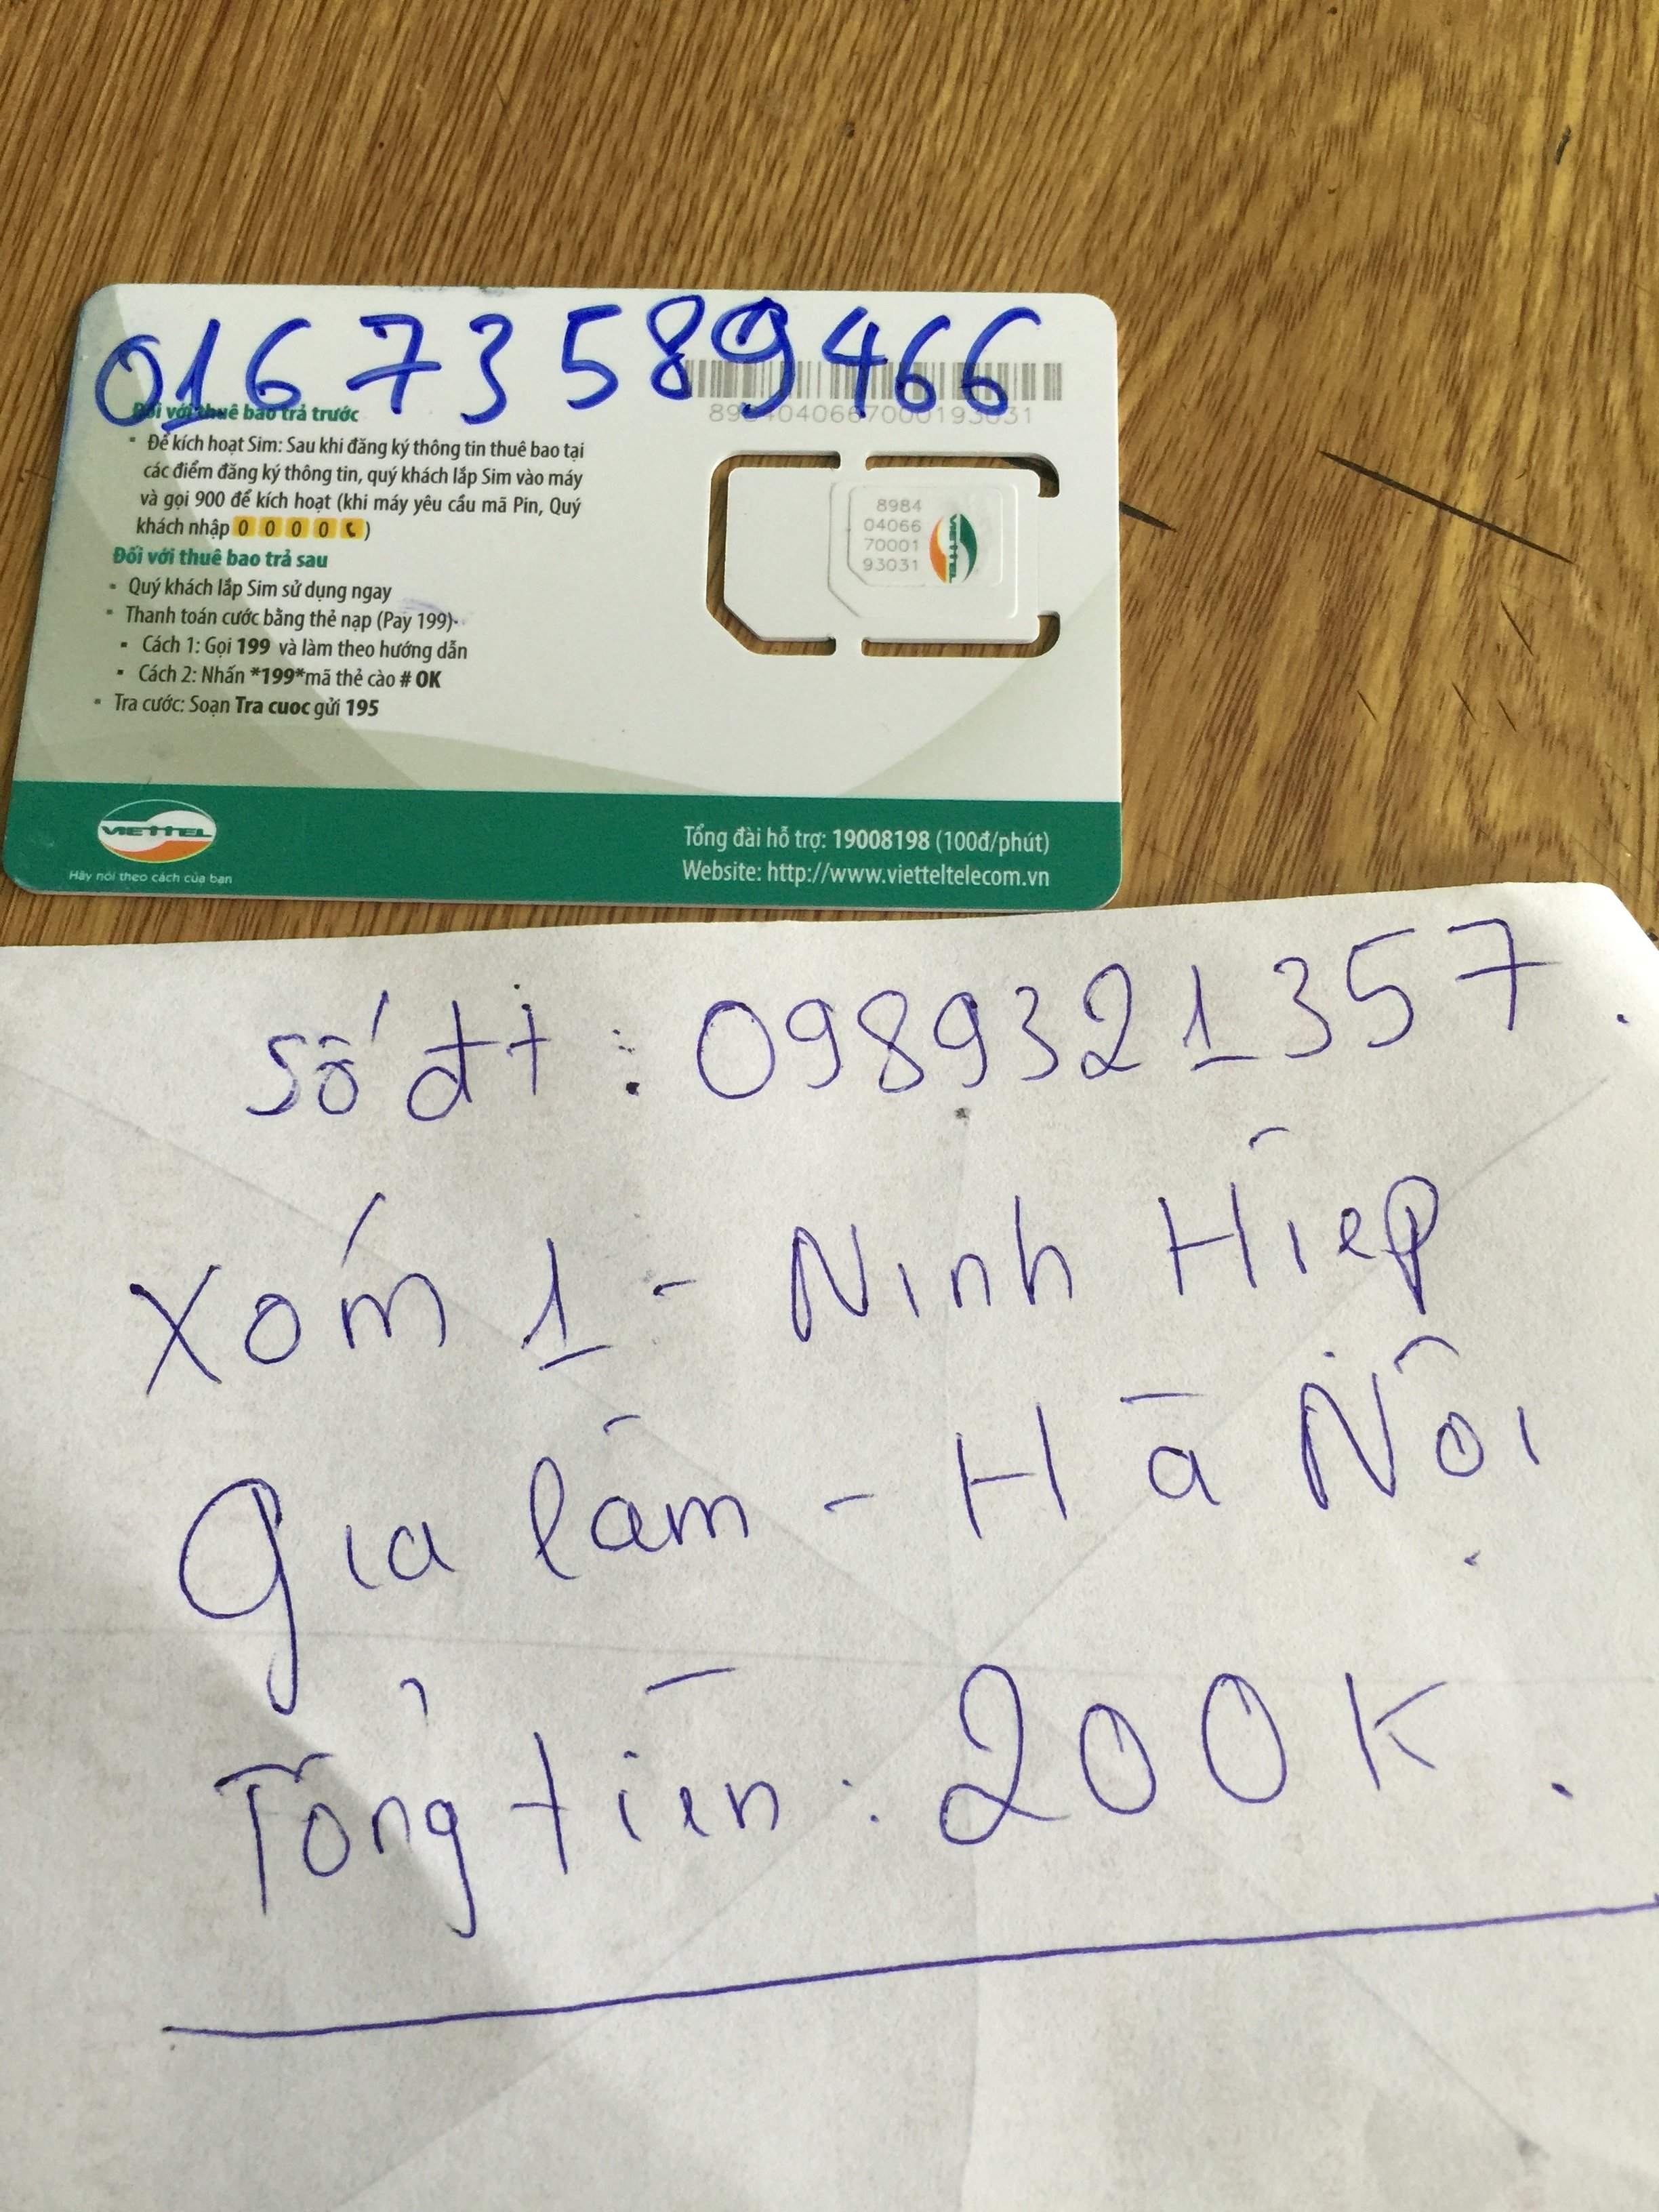 01673589466
Đối với thuê bao trả trước
Để kích hoạt Sim: Sau khi đăng ký thông tin thuê bao tại
các điểm đăng ký thông tin, quý khách lắp Sim vào máy
và gọi 900 để kích hoạt (khi máy yêu cầu mã Pin, Quý
khách nhập 0 0 0 0)
Đối với thuê bao trả sau
Quý khách lắp Sim sử dụng ngay
Thanh toán cước bằng thẻ nạp (Pay 199)
Cách 1: Gọi 199 và làm theo hướng dẫn
Cách 2: Nhấn *199*mã thẻ cào # OK
Tra cước: Soạn Tra cuoc gửi 195
8984
04066
70001
93031
VIETTEL
VIETTEL
Hãy nói theo cách của bạn
Tổng đài hỗ trợ: 19008198 (100đ/phút)
Website: http://www.vietteltelecom.vn
Số đt: 0989321357.
Xóm 1 - Ninh Hiệp
Gia lâm - Hà Nội
Tổng tiền: 200K.